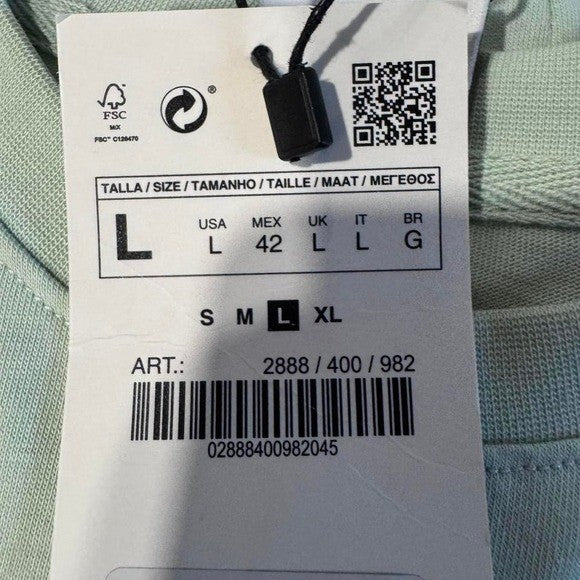 FSC
MIX
FSC™ C128470
TALLA / SIZE / TAMANHO / TAILLE / MAAT / ΜΕΓΕΘΟΣ
L
USA MEX UK IT BR
L 42 L L G
S M L XL
ART.: 2888 / 400 / 982
02888400982045